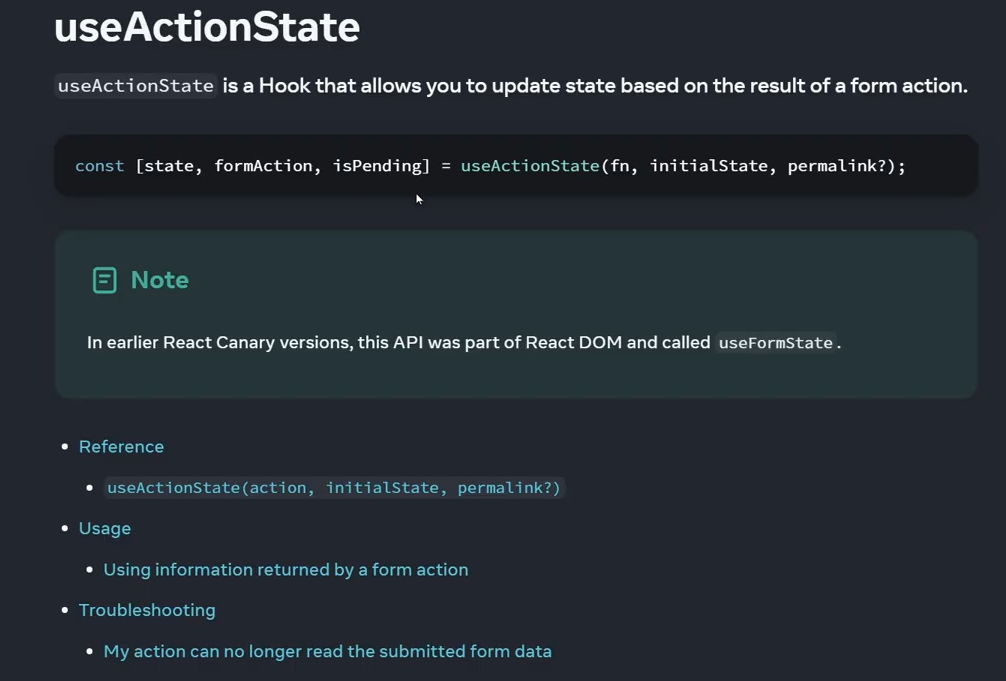 useActionState
useActionState is a Hook that allows you to update state based on the result of a form action.
const [state, formAction, isPending] = useActionState(fn, initialState, permalink?);
Note
In earlier React Canary versions, this API was part of React DOM and called useFormState.
Reference
useActionState(action, initialState, permalink?)
Usage
Using information returned by a form action
Troubleshooting
My action can no longer read the submitted form data